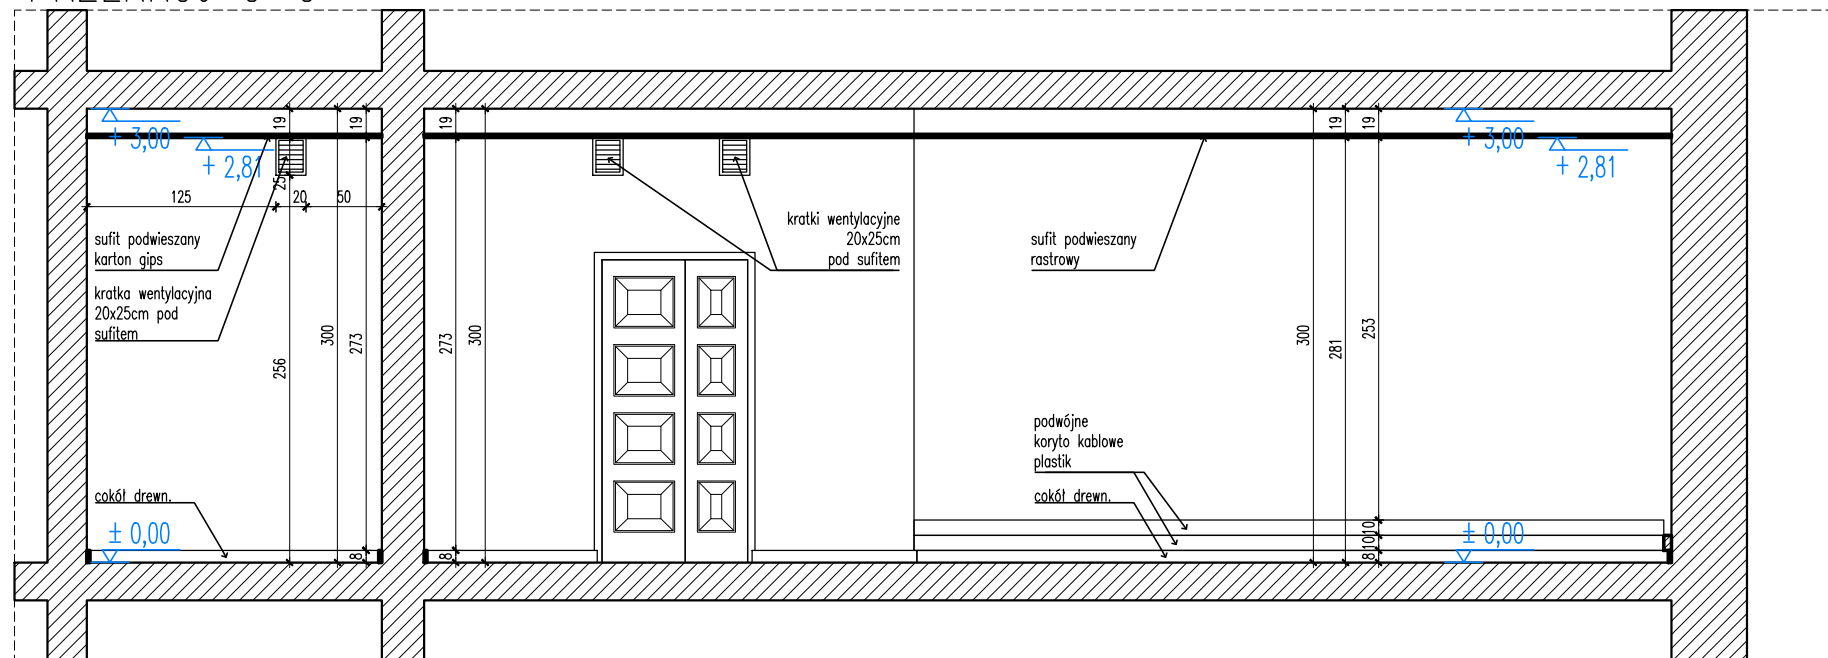 19
19
19
19
19
+ 3,00
+ 2,81
+ 3,00
+ 2,81
25
125
20
50
sufit podwieszany
karton gips
kratka wentylacyjna
20x25cm pod
sufitem
kratki wentylacyjne
20x25cm
pod sufitem
sufit podwieszany
rastrowy
256
300
273
273
300
300
281
253
podwójne
koryto kablowe
plastik
cokół drewn.
cokół drewn.
± 0,00
± 0,00
8
8
8
10
10